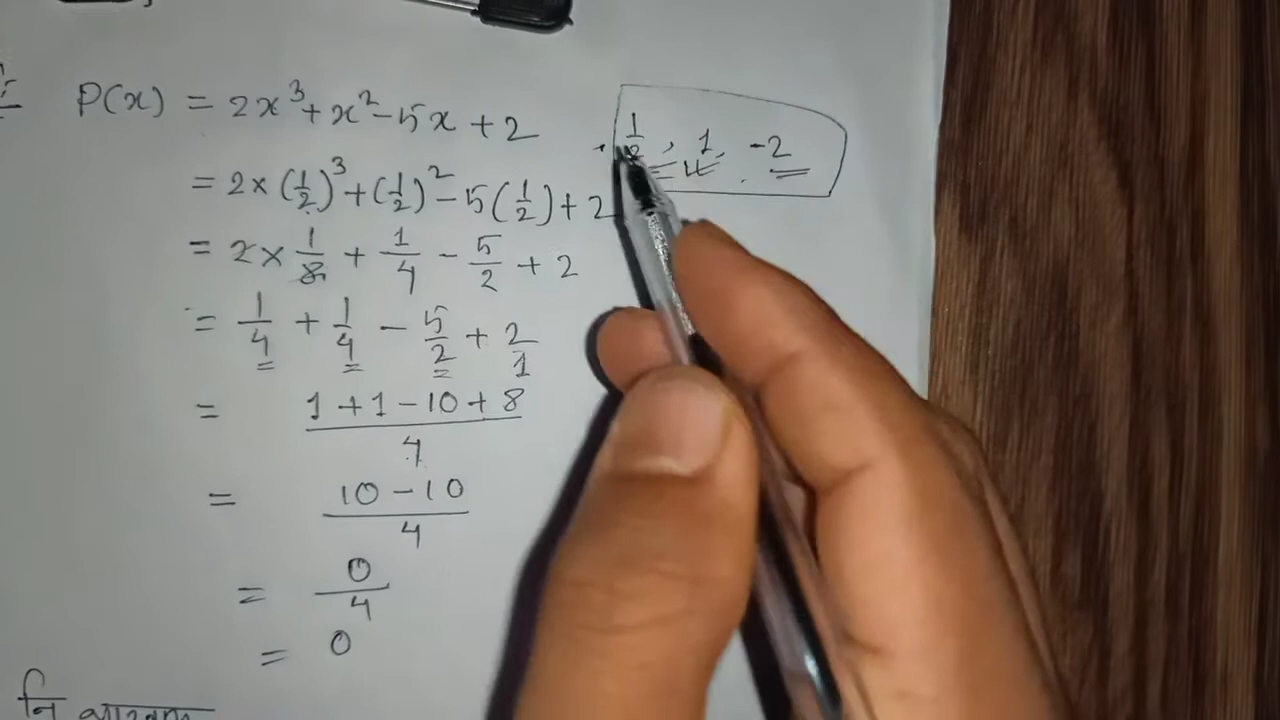 P(x) = 2x³ + x² - 5x + 2
1/2, 1, -2
= 2 × (1/2)³ + (1/2)² - 5(1/2) + 2
= 2 × 1/8 + 1/4 - 5/2 + 2
= 1/4 + 1/4 - 5/2 + 2/1
= (1 + 1 - 10 + 8)/4
= (10 - 10)/4
= 0/4
= 0